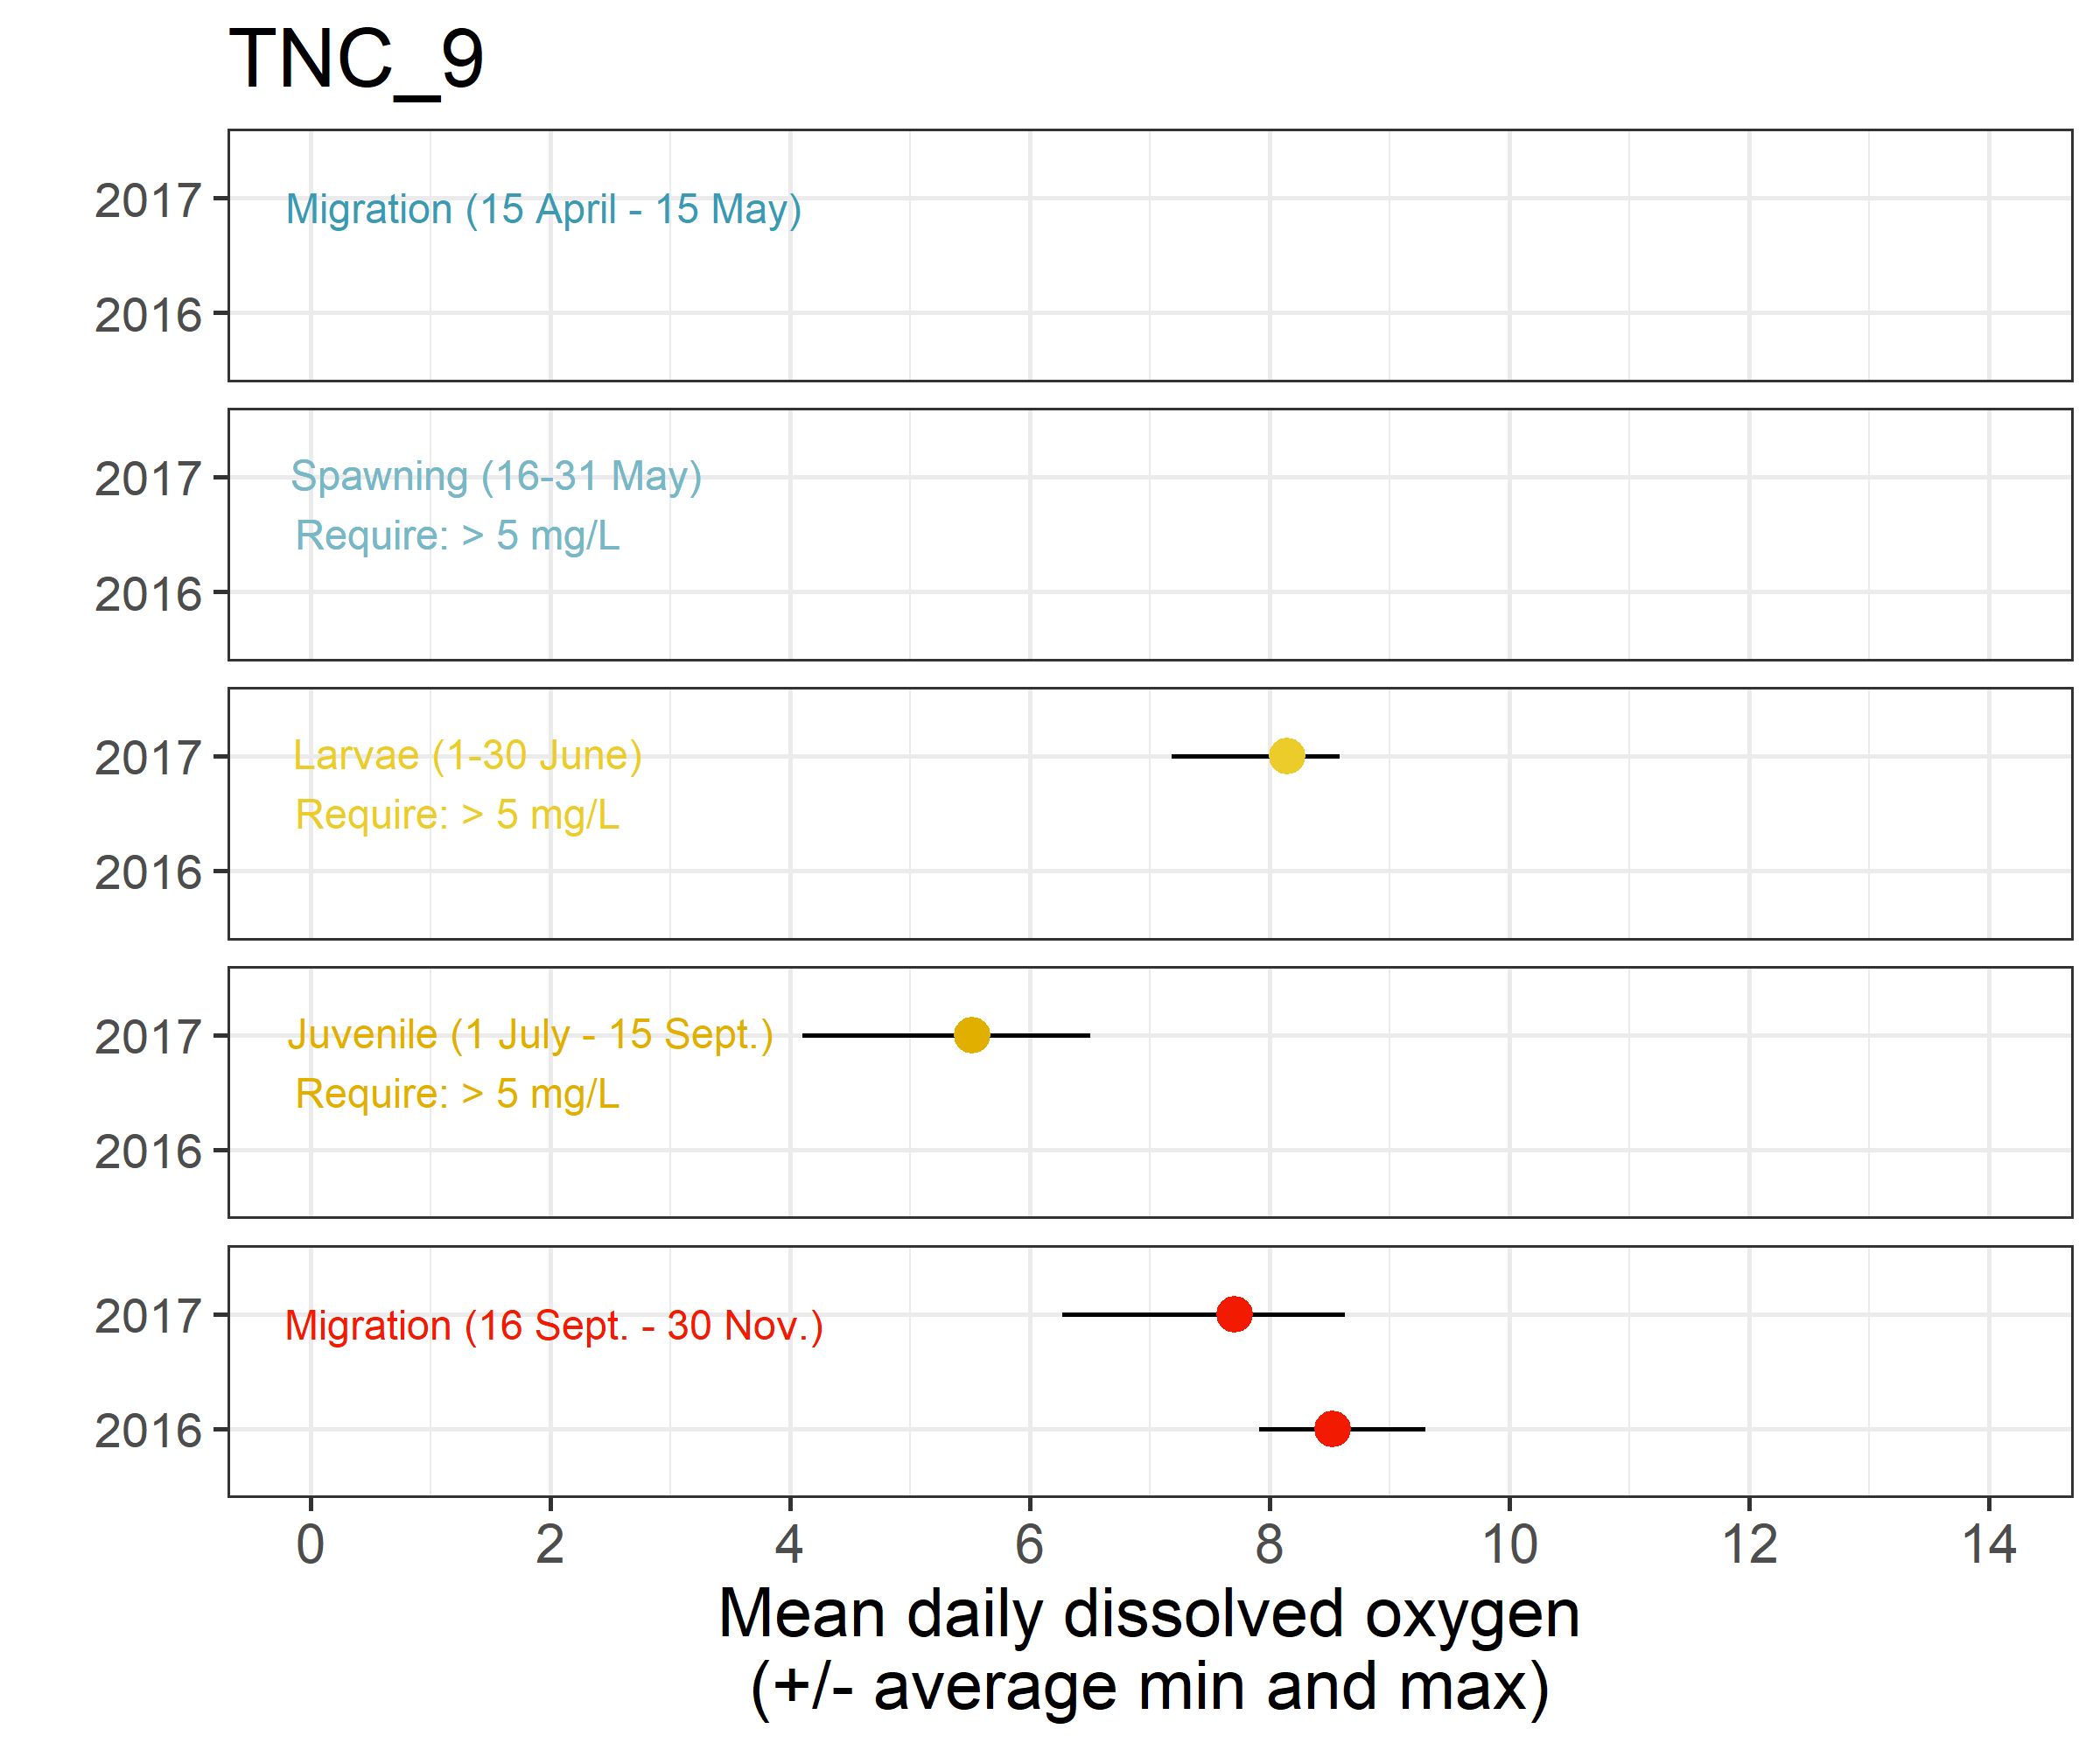 TNC_9
2017
Migration (15 April - 15 May)
2016
2017
Spawning (16-31 May)
Require: > 5 mg/L
2016
2017
Larvae (1-30 June)
Require: > 5 mg/L
2016
2017
Juvenile (1 July - 15 Sept.)
Require: > 5 mg/L
2016
2017
Migration (16 Sept. - 30 Nov.)
2016
0 2 4 6 8 10 12 14
Mean daily dissolved oxygen
(+/- average min and max)